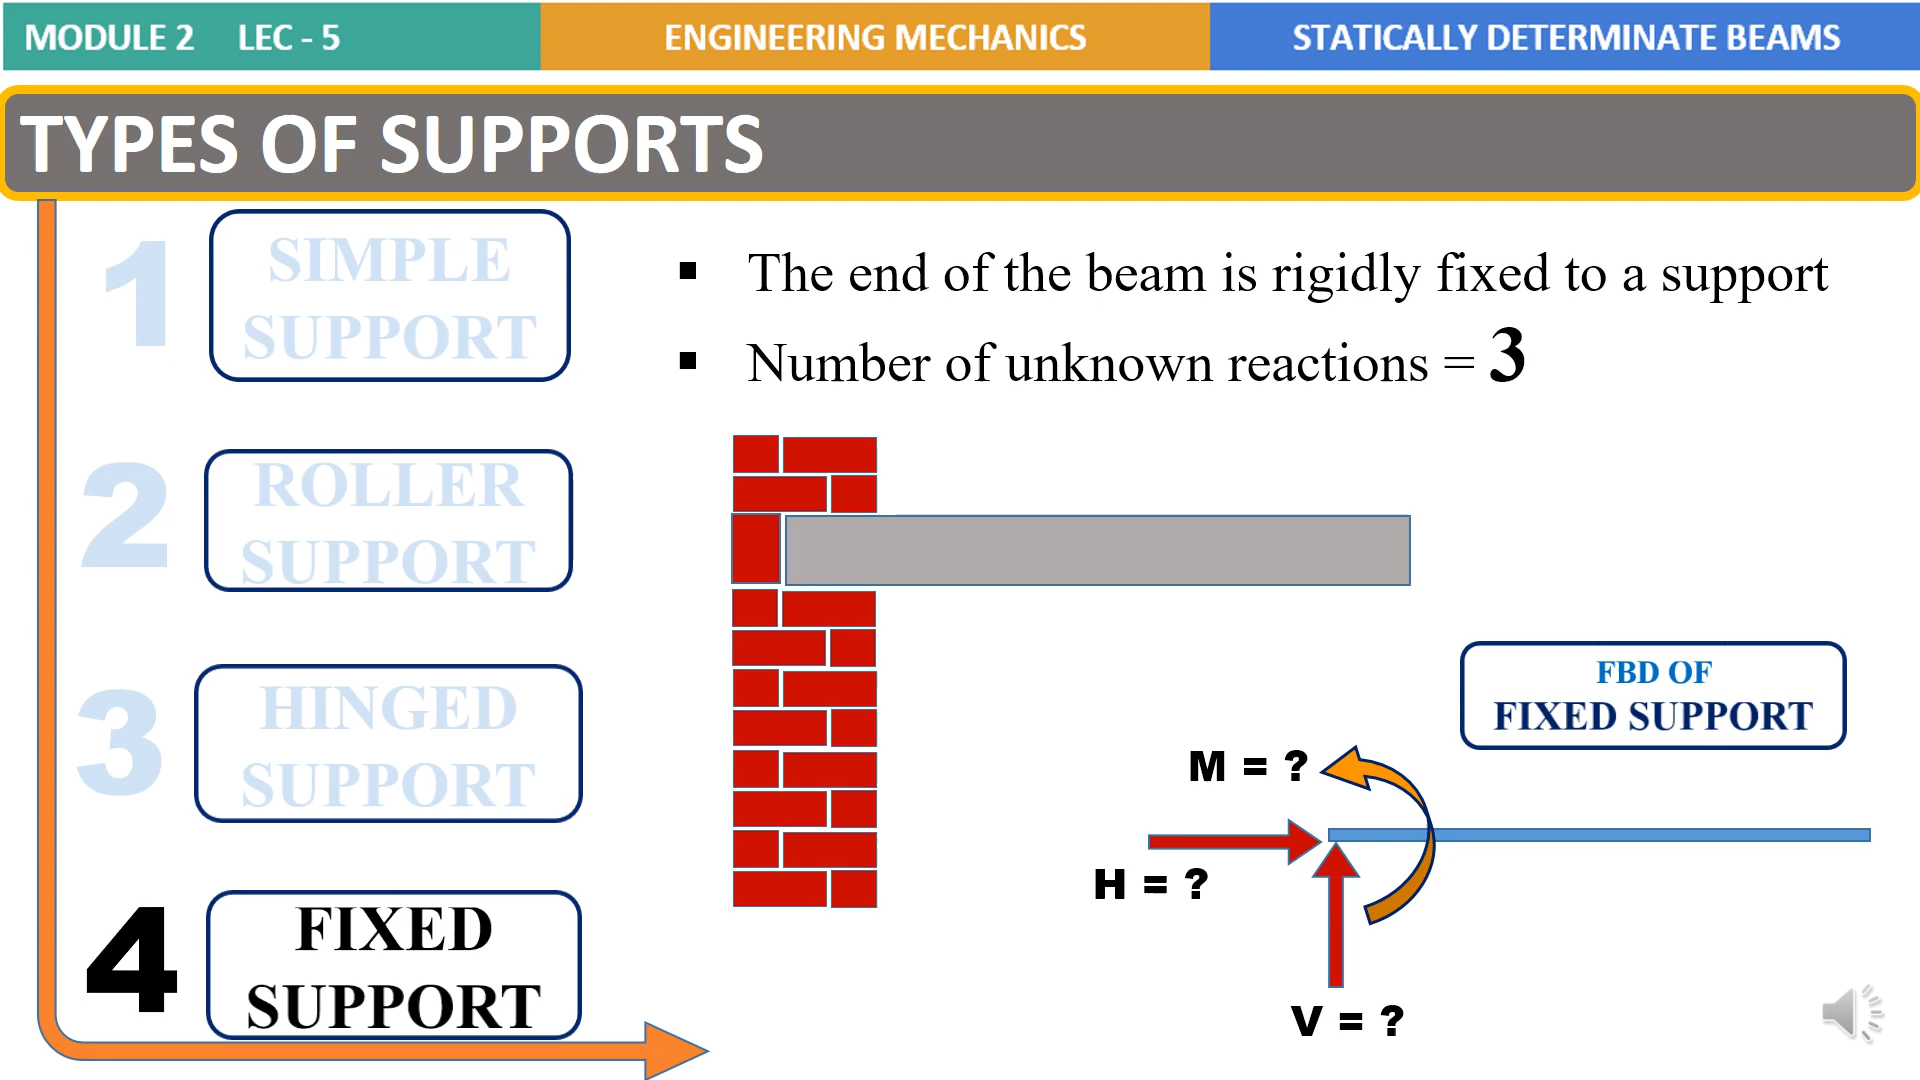 MODULE 2 LEC - 5
ENGINEERING MECHANICS
STATICALLY DETERMINATE BEAMS
TYPES OF SUPPORTS
1
SIMPLE
SUPPORT
2
ROLLER
SUPPORT
3
HINGED
SUPPORT
4
FIXED
SUPPORT
▪ The end of the beam is rigidly fixed to a support
▪ Number of unknown reactions = 3
FBD OF
FIXED SUPPORT
M = ?
H = ?
V = ?